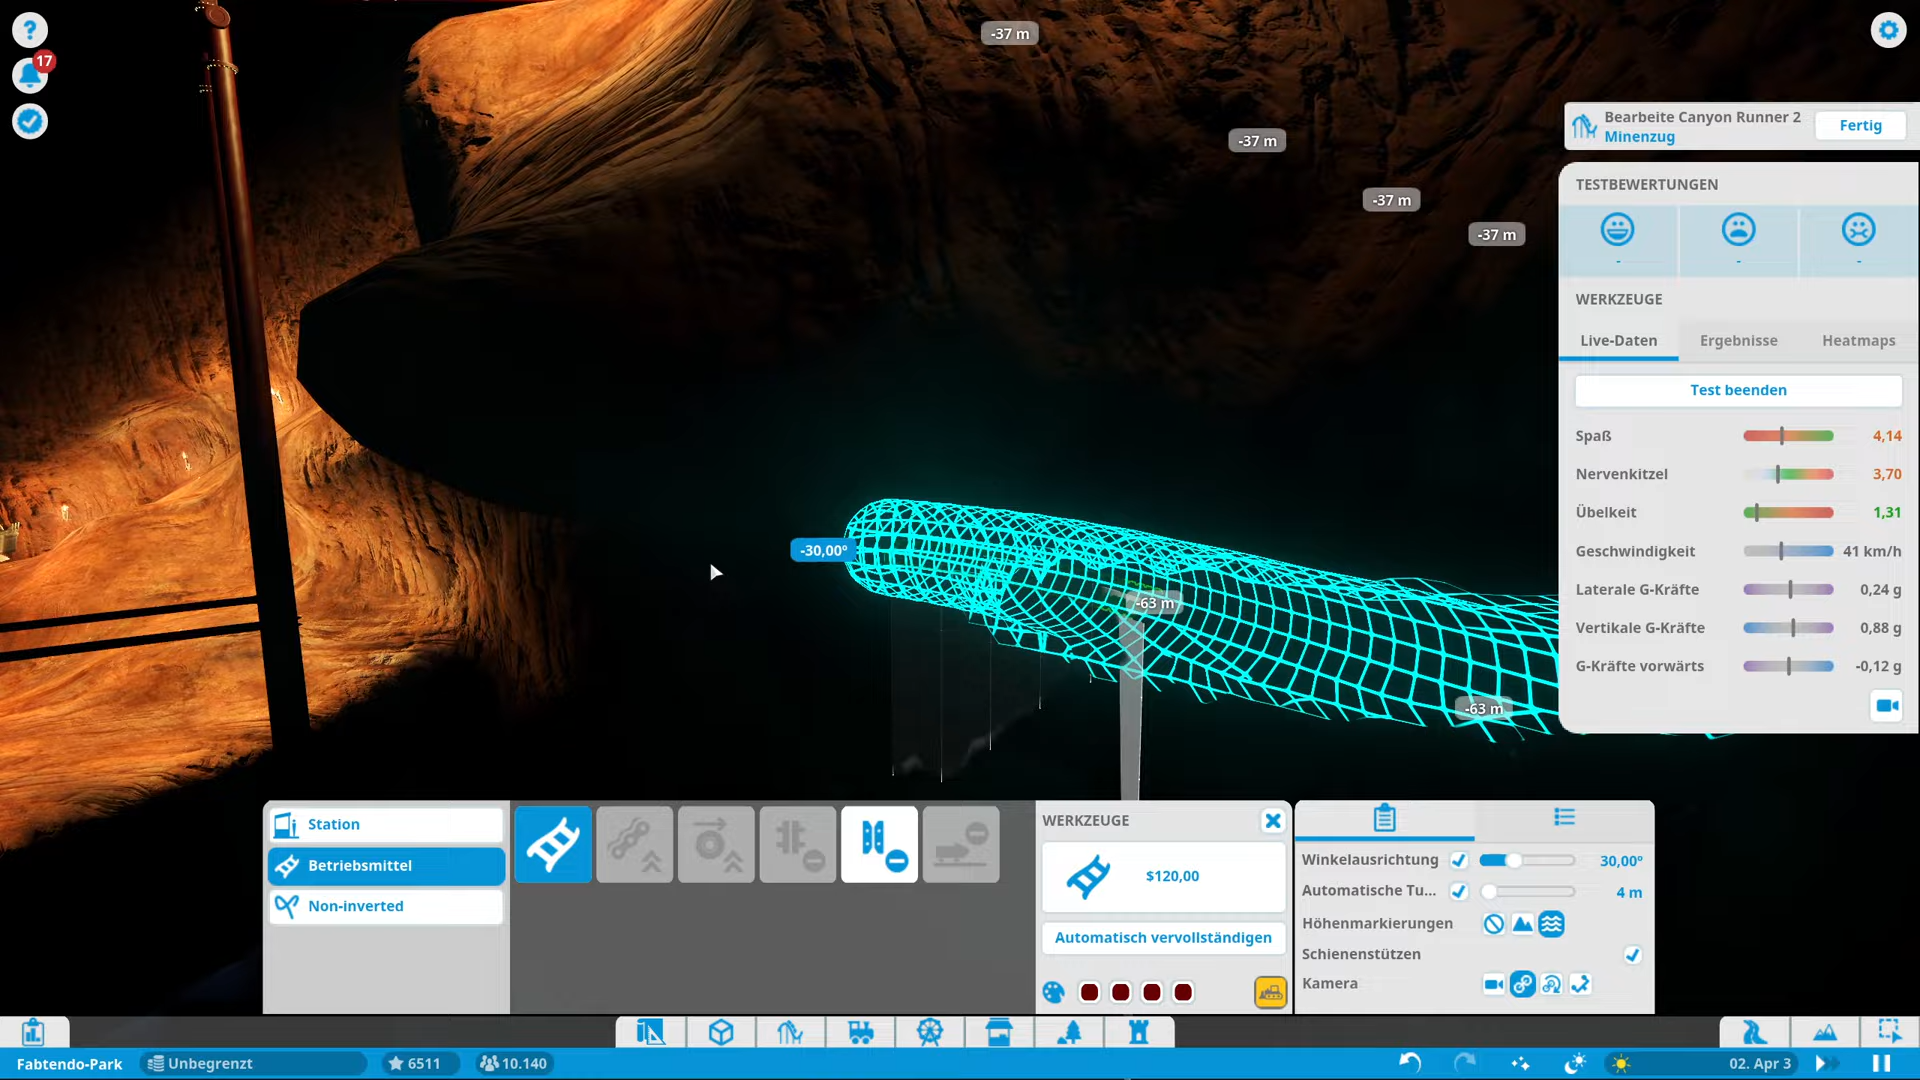 ?
17
-37 m
-37 m
-37 m
-37 m
-30,00°
-63 m
-63 m
Bearbeite Canyon Runner 2
Minenzug
Fertig
TESTBEWERTUNGEN
- - -
WERKZEUGE
Live-Daten Ergebnisse Heatmaps
Test beenden
Spaß 4,14
Nervenkitzel 3,70
Übelkeit 1,31
Geschwindigkeit 41 km/h
Laterale G-Kräfte 0,24 g
Vertikale G-Kräfte 0,88 g
G-Kräfte vorwärts -0,12 g
Station
Betriebsmittel
Non-inverted
WERKZEUGE
$120,00
Automatisch vervollständigen
Winkelausrichtung 30,00°
Automatische Tu... 4 m
Höhenmarkierungen
Schienenstützen
Kamera
Fabtendo-Park Unbegrenzt 6511 10.140 02. Apr 3